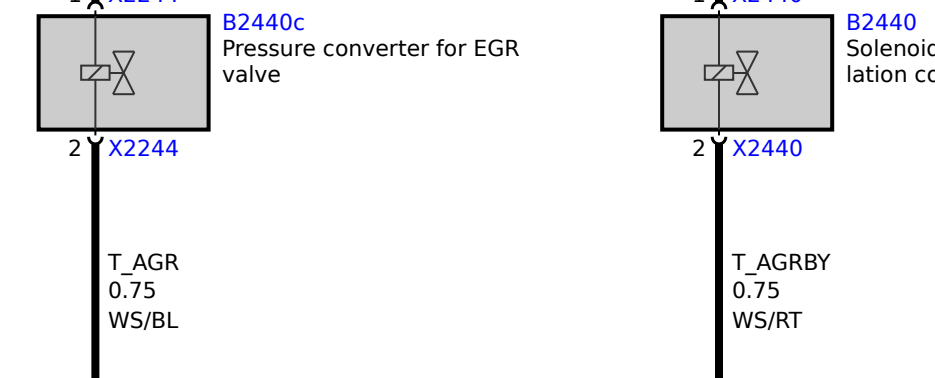 B2440c
Pressure converter for EGR
valve
2 X2244
T_AGR
0.75
WS/BL
B2440
2 X2440
T_AGRBY
0.75
WS/RT